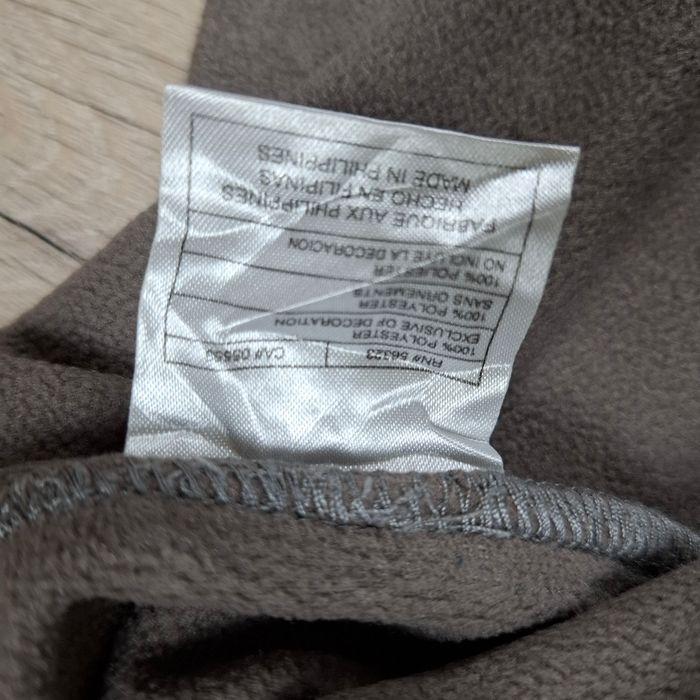 RN# 56323 CA# 05553
100% POLYESTER
EXCLUSIVE OF DECORATION
100% POLYESTER
SANS ORNEMENTS
100% POLIESTER
NO INCLUYE LA DECORACION
FABRIQUE AUX PHILIPPINES
HECHO EN FILIPINAS
MADE IN PHILIPPINES